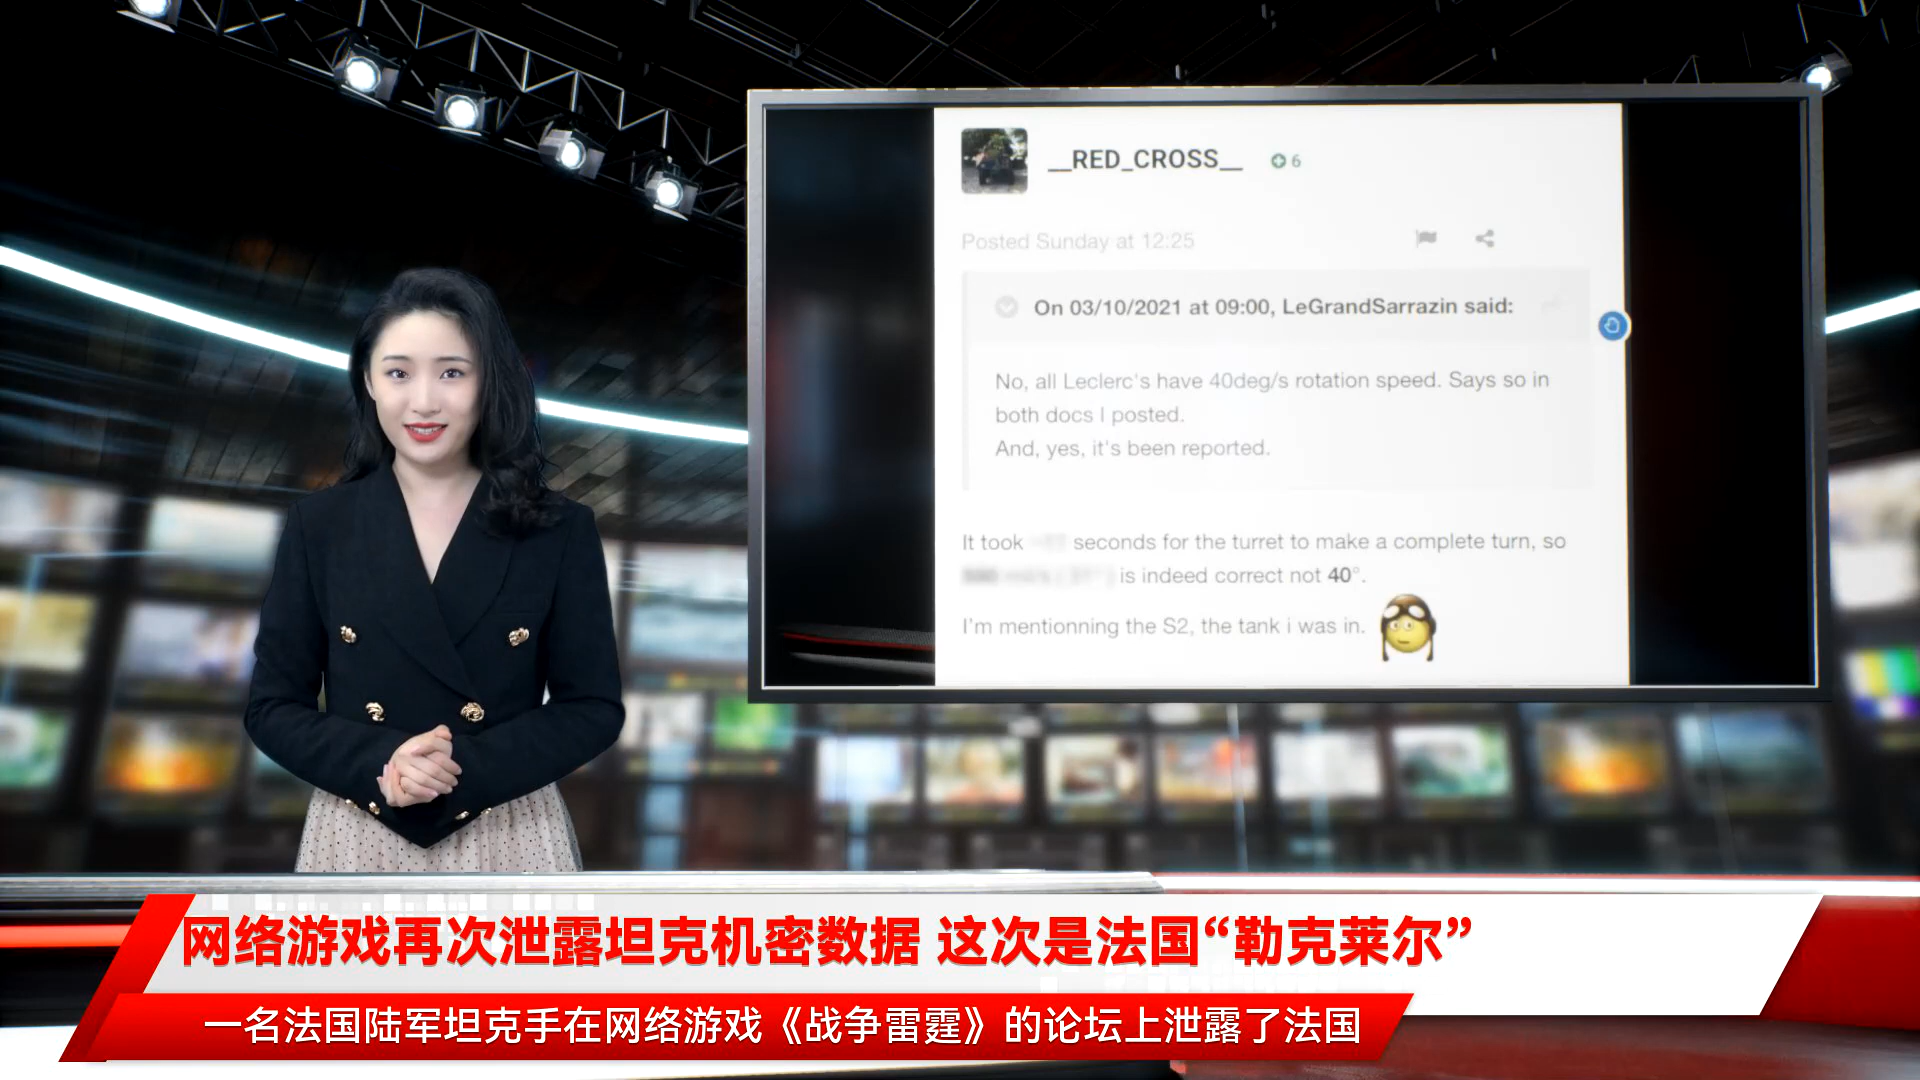 __RED_CROSS__ 6
Posted Sunday at 12:25
On 03/10/2021 at 09:00, LeGrandSarrazin said:
No, all Leclerc's have 40deg/s rotation speed. Says so in
both docs I posted.
And, yes, it's been reported.
It took seconds for the turret to make a complete turn, so
is indeed correct not 40°.
I'm mentionning the S2, the tank i was in.
网络游戏再次泄露坦克机密数据 这次是法国“勒克莱尔”
一名法国陆军坦克手在网络游戏《战争雷霆》的论坛上泄露了法国